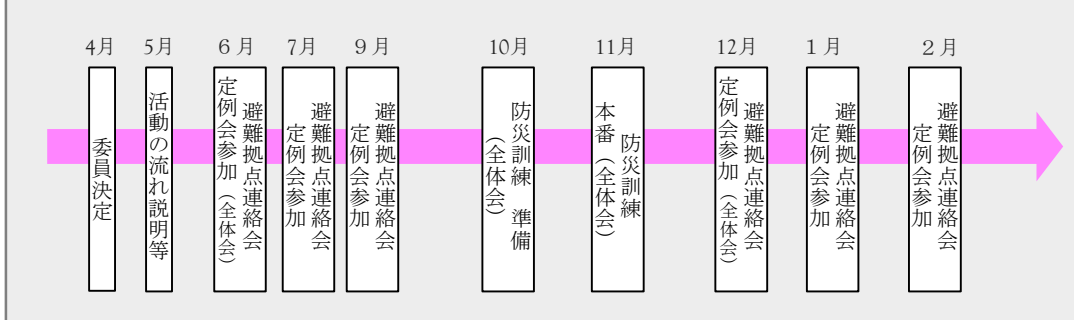 4月
委員決定
5月
活動の流れ説明等
6月
避難拠点連絡会
定例会参加（全体会）
7月
避難拠点連絡会
定例会参加
9月
避難拠点連絡会
定例会参加
10月
防災訓練　準備
（全体会）
11月
防災訓練
本番（全体会）
12月
避難拠点連絡会
定例会参加（全体会）
1月
避難拠点連絡会
定例会参加
2月
避難拠点連絡会
定例会参加